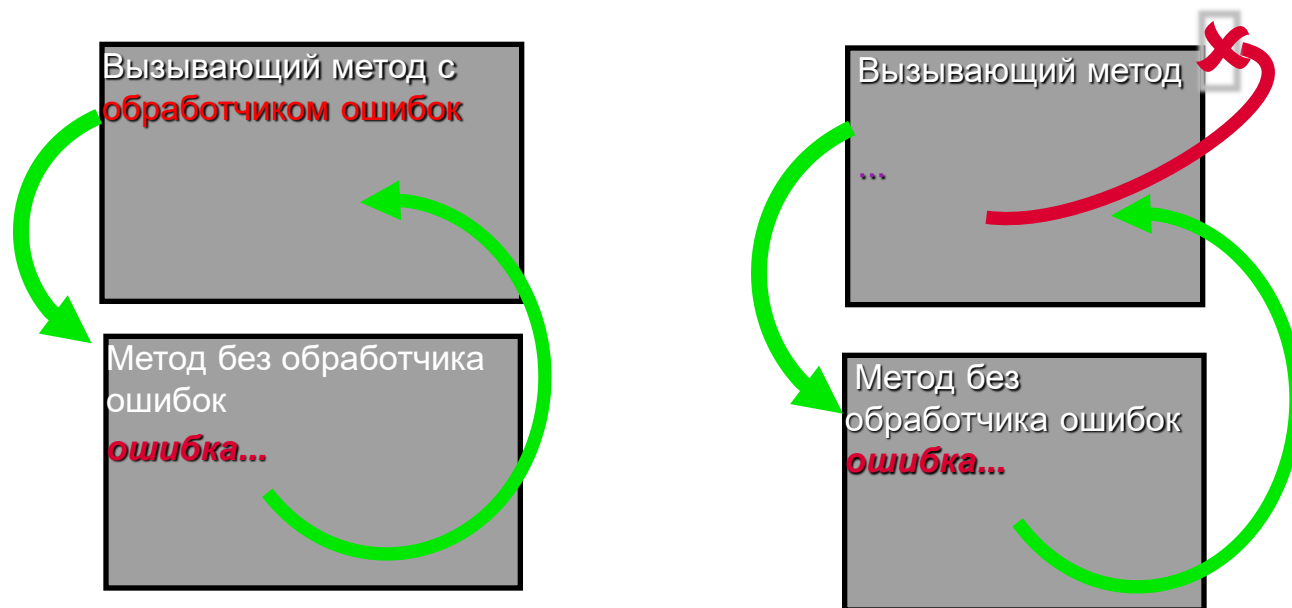 Вызывающий метод с
обработчиком ошибок
Метод без обработчика
ошибок
ошибка...
Вызывающий метод
...
Метод без
обработчика ошибок
ошибка...